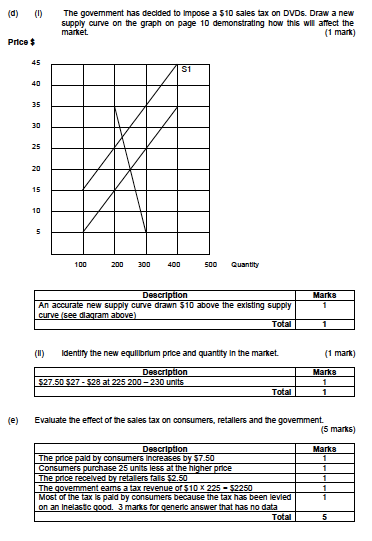 (d) (i) The government has decided to impose a $10 sales tax on DVDs. Draw a new
supply curve on the graph on page 10 demonstrating how this will affect the
market. (1 mark)
Price $
45
S1
40
35
30
25
20
15
10
5
100 200 300 400 500 Quantity
Description Marks
An accurate new supply curve drawn $10 above the existing supply 1
curve (see diagram above)
Total 1
(ii) Identify the new equilibrium price and quantity in the market. (1 mark)
Description Marks
$27.50 $27 - $28 at 225 200 – 230 units 1
Total 1
(e) Evaluate the effect of the sales tax on consumers, retailers and the government.
(5 marks)
Description Marks
The price paid by consumers increases by $7.50 1
Consumers purchase 25 units less at the higher price 1
The price received by retailers falls $2.50 1
The government earns a tax revenue of $10 X 225 = $2250 1
Most of the tax is paid by consumers because the tax has been levied 1
on an inelastic good. 3 marks for generic answer that has no data
Total 5